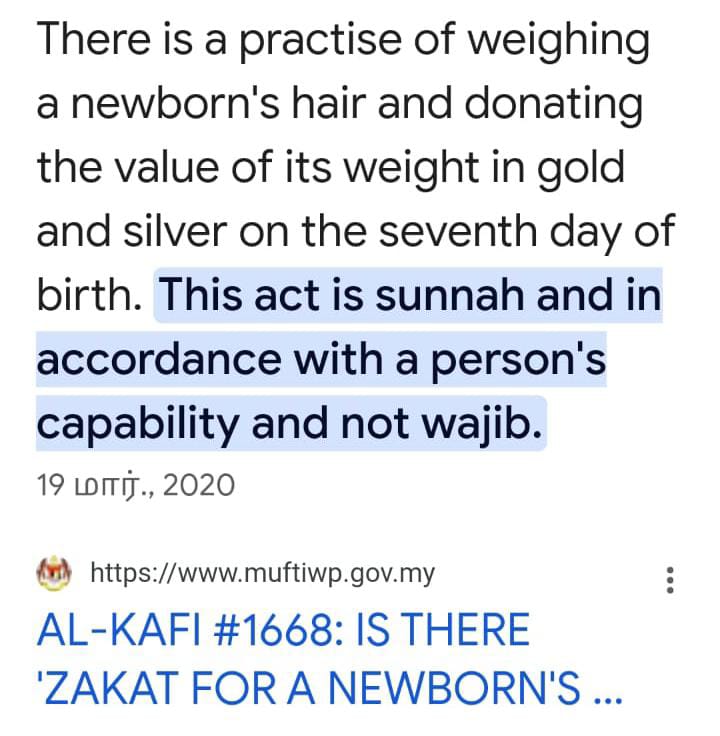 There is a practise of weighing
a newborn's hair and donating
the value of its weight in gold
and silver on the seventh day of
birth. This act is sunnah and in
accordance with a person's
capability and not wajib.
19 மார்., 2020
https://www.muftiwp.gov.my
AL-KAFI #1668: IS THERE
'ZAKAT FOR A NEWBORN'S ...